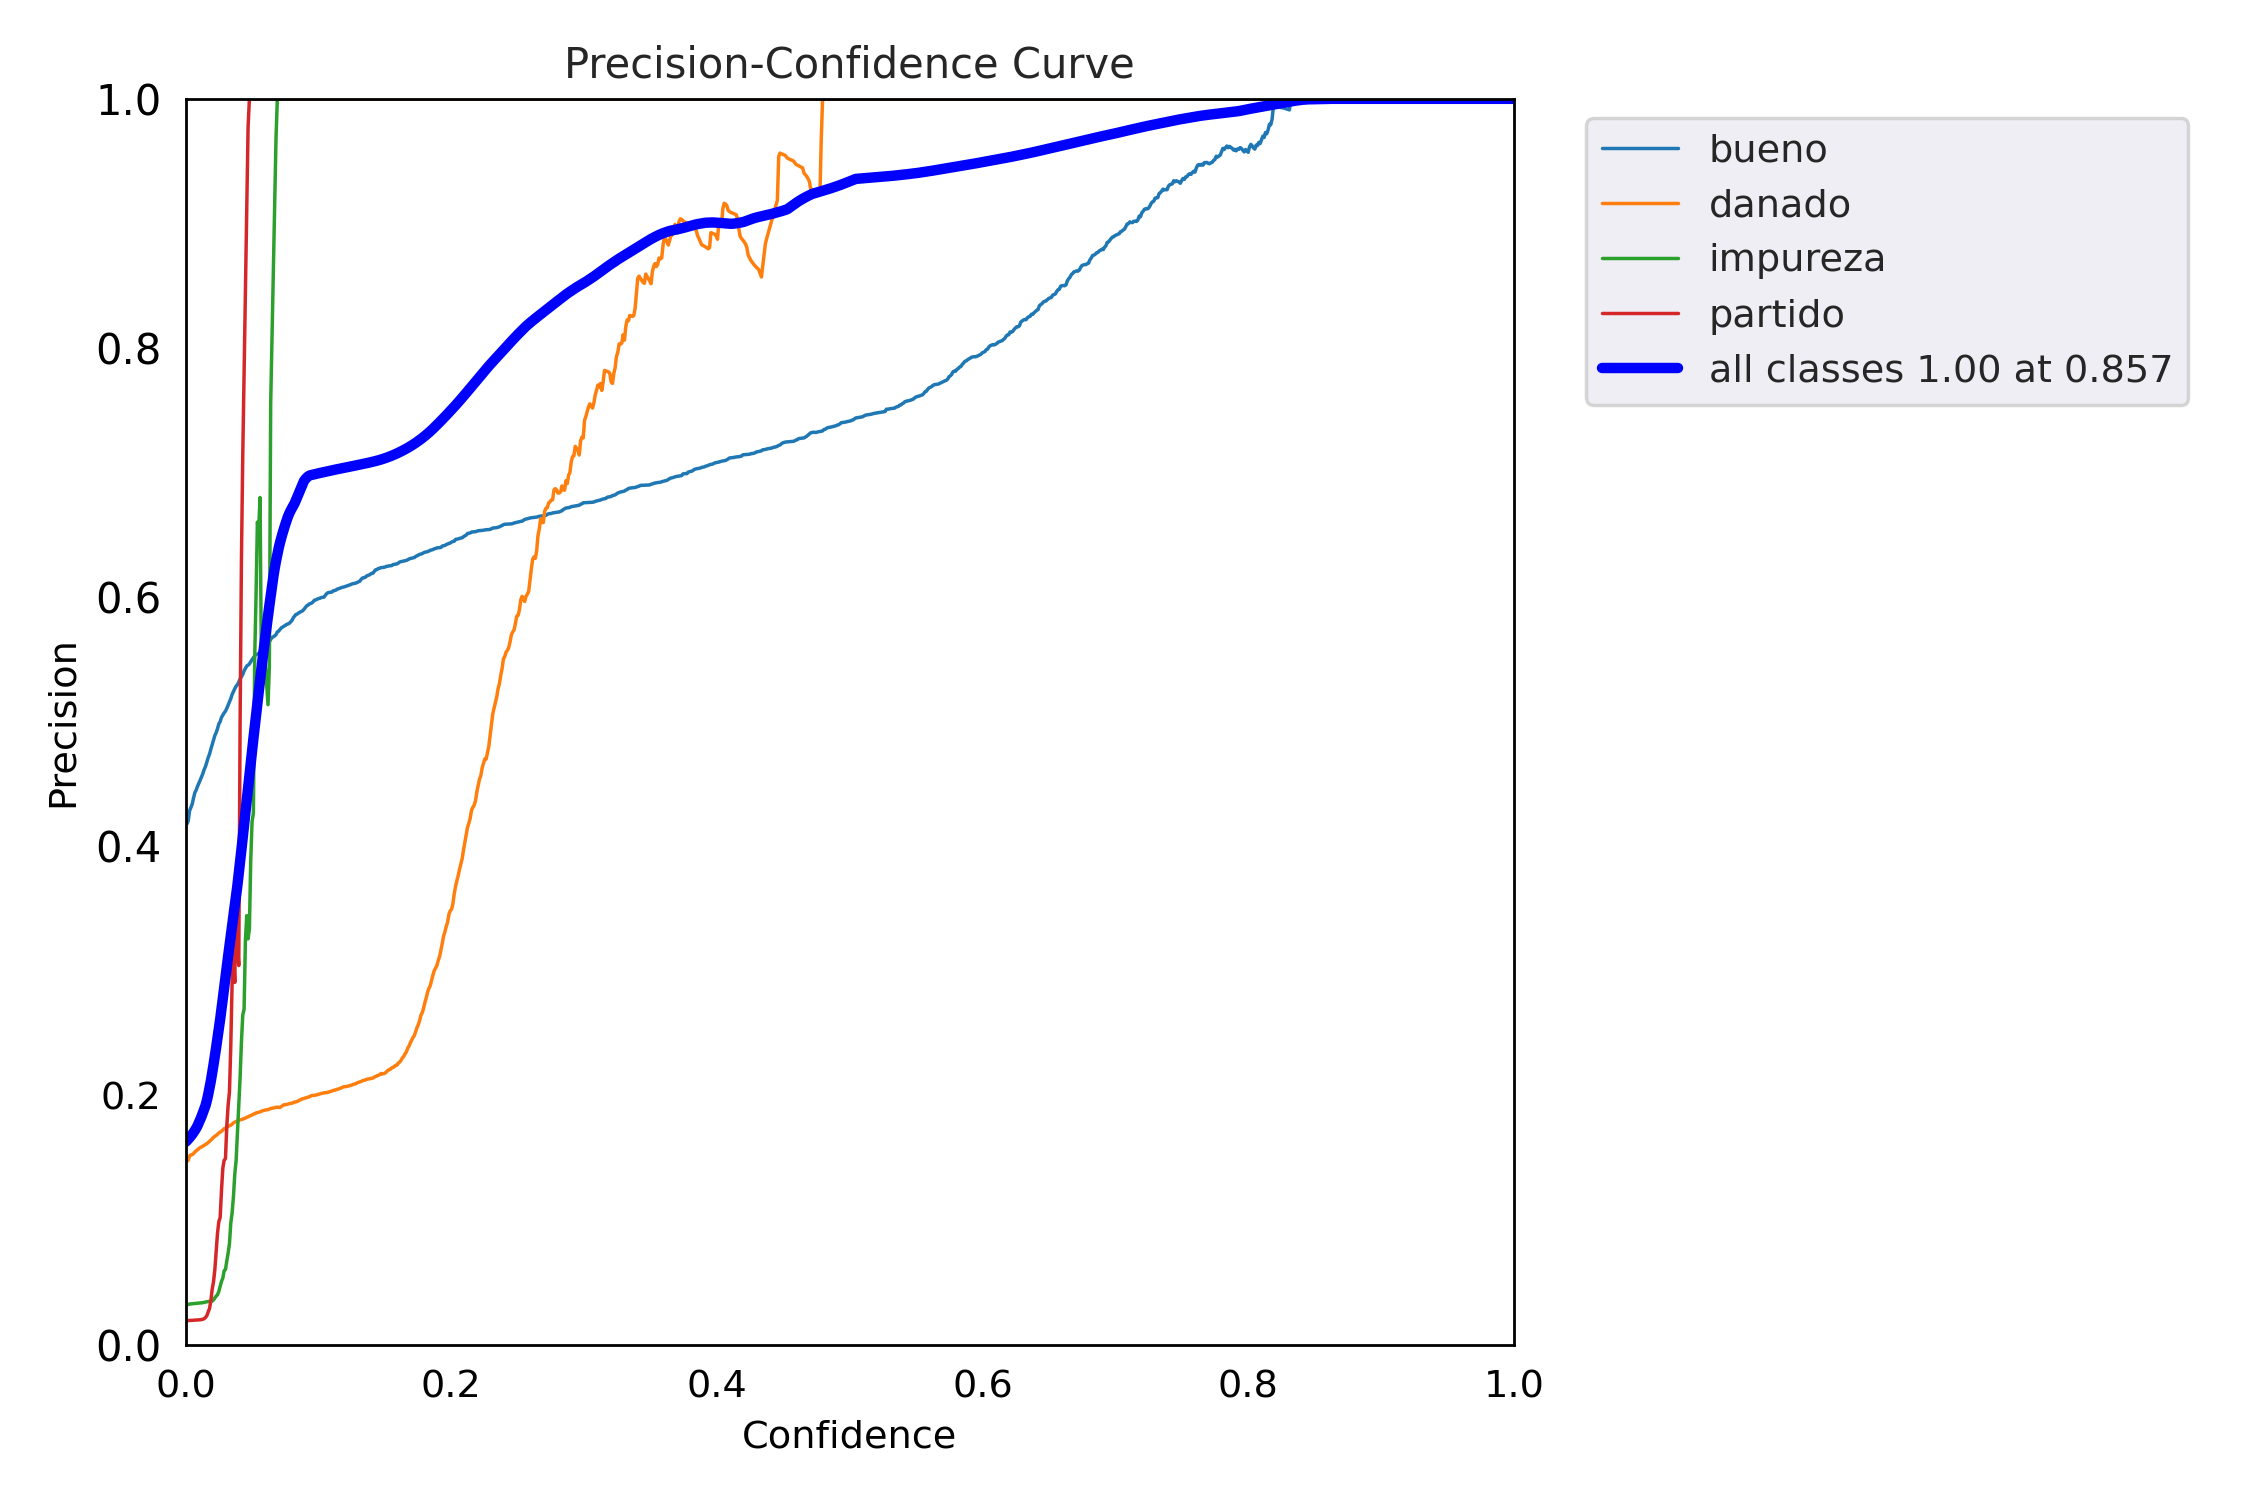 Precision-Confidence Curve
1.0
0.8
0.6
0.4
0.2
0.0
Precision
0.0 0.2 0.4 0.6 0.8 1.0
Confidence
bueno
danado
impureza
partido
all classes 1.00 at 0.857